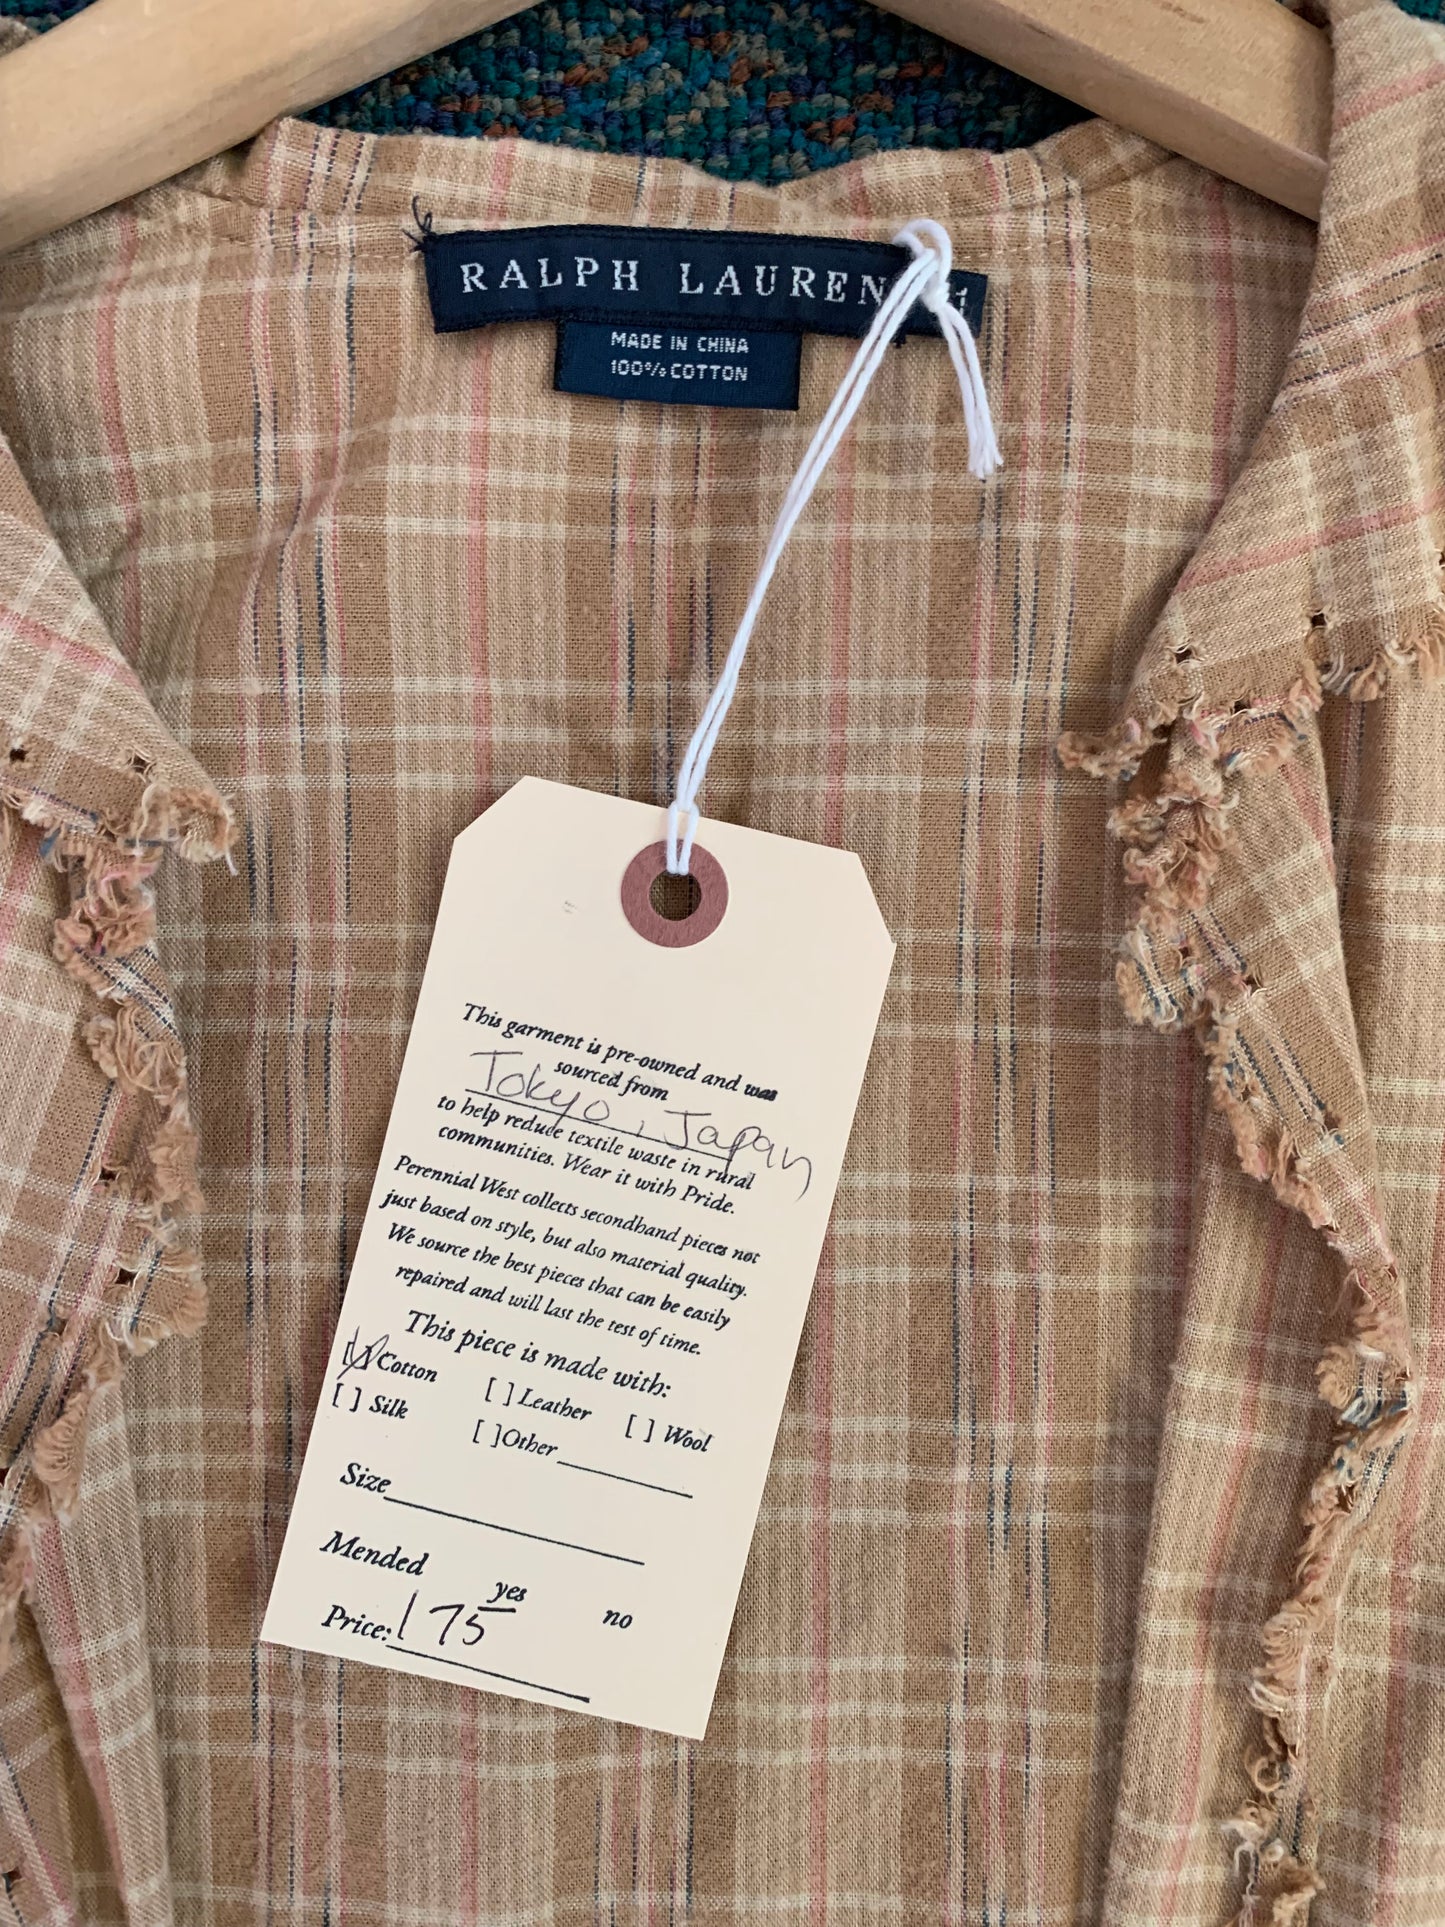 RALPH LAUREN
MADE IN CHINA
100% COTTON
This garment is pre-owned and was
sourced from
Tokyo, Japan
to help reduce textile waste in rural
communities. Wear it with Pride.
Perennial West collects secondhand pieces not
just based on style, but also material quality.
We source the best pieces that can be easily
repaired and will last the test of time.
This piece is made with:
[ ] Cotton [ ] Leather [ ] Wool
[ ] Silk [ ] Other
Size
Mended yes no
Price: 175